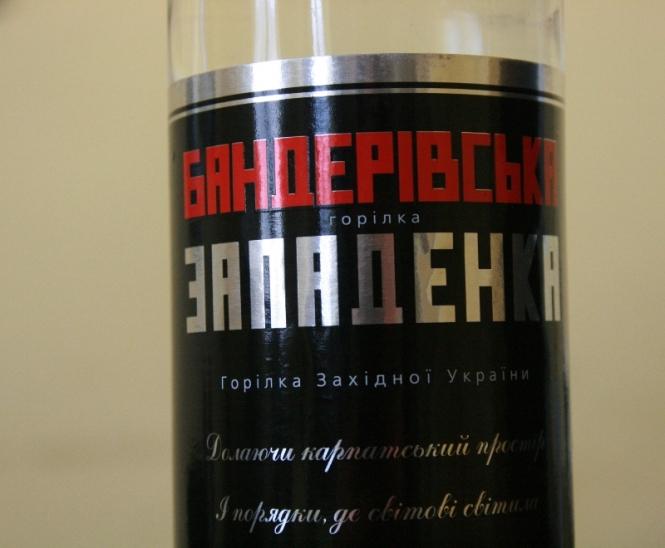 БАНДЕРІВСЬКА
горілка
ЗАПАДЕНКА
Горілка Західної України
Долаючи карпатський простір
І порядки, де світові світила